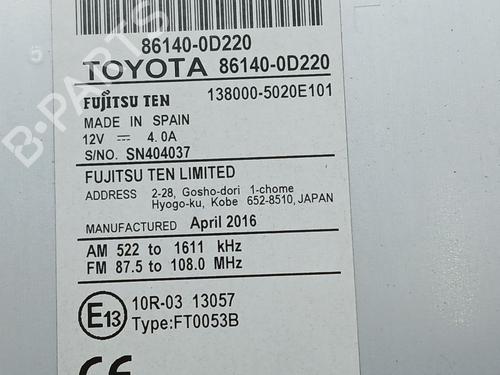 86140-0D220
TOYOTA 86140-0D220
FUJITSU TEN 138000-5020E101
MADE IN SPAIN
12V ⎓ 4.0A
S/NO. SN404037
FUJITSU TEN LIMITED
ADDRESS 2-28, Gosho-dori 1-chome
Hyogo-ku, Kobe 652-8510, JAPAN
MANUFACTURED April 2016
AM 522 to 1611 kHz
FM 87.5 to 108.0 MHz
E13 10R-03 13057
Type:FT0053B
CE
B-PARTS